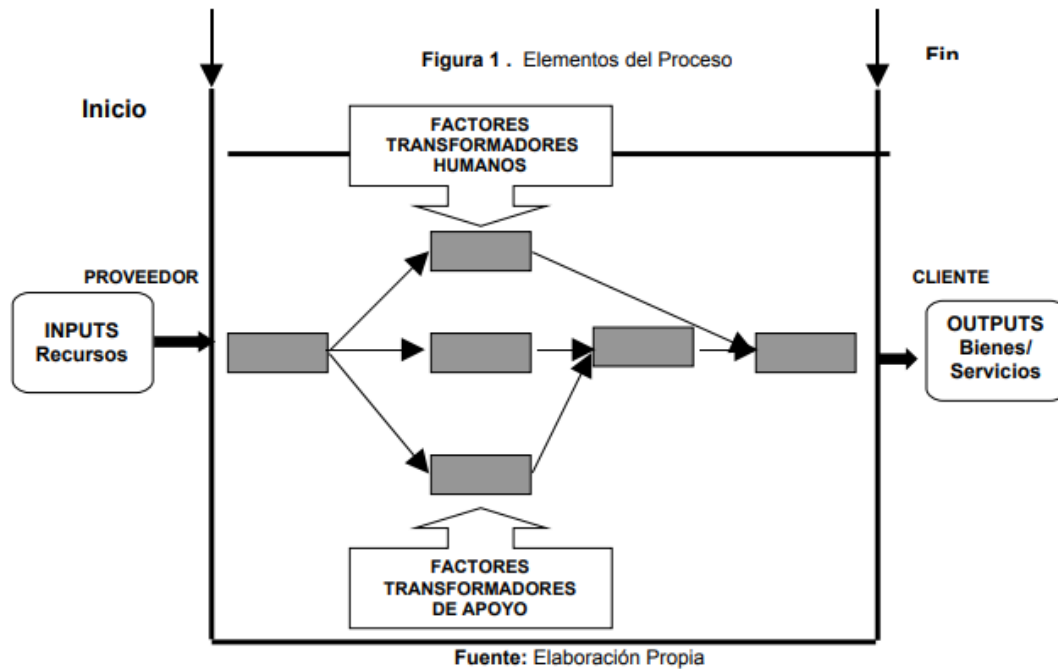 Figura 1 . Elementos del Proceso
Fin
Inicio
FACTORES
TRANSFORMADORES
HUMANOS
PROVEEDOR
CLIENTE
INPUTS
Recursos
OUTPUTS
Bienes/
Servicios
FACTORES
TRANSFORMADORES
DE APOYO
Fuente: Elaboración Propia